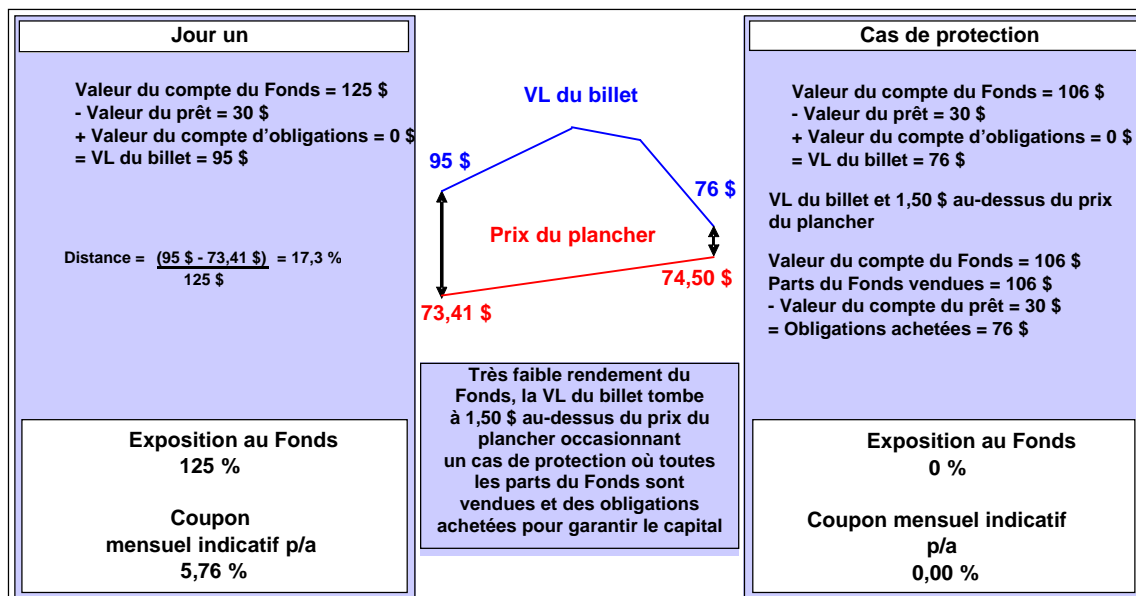 Jour un
Valeur du compte du Fonds = 125 $
- Valeur du prêt = 30 $
+ Valeur du compte d'obligations = 0 $
= VL du billet = 95 $
Distance = (95 $ - 73,41 $) = 17,3 %
125 $
Exposition au Fonds
125 %
Coupon
mensuel indicatif p/a
5,76 %
VL du billet
95 $
76 $
Prix du plancher
74,50 $
73,41 $
Très faible rendement du
Fonds, la VL du billet tombe
à 1,50 $ au-dessus du prix du
plancher occasionnant
un cas de protection où toutes
les parts du Fonds sont
vendues et des obligations
achetées pour garantir le capital
Cas de protection
Valeur du compte du Fonds = 106 $
- Valeur du prêt = 30 $
+ Valeur du compte d'obligations = 0 $
= VL du billet = 76 $
VL du billet et 1,50 $ au-dessus du prix
du plancher
Valeur du compte du Fonds = 106 $
Parts du Fonds vendues = 106 $
- Valeur du compte du prêt = 30 $
= Obligations achetées = 76 $
Exposition au Fonds
0 %
Coupon mensuel indicatif
p/a
0,00 %